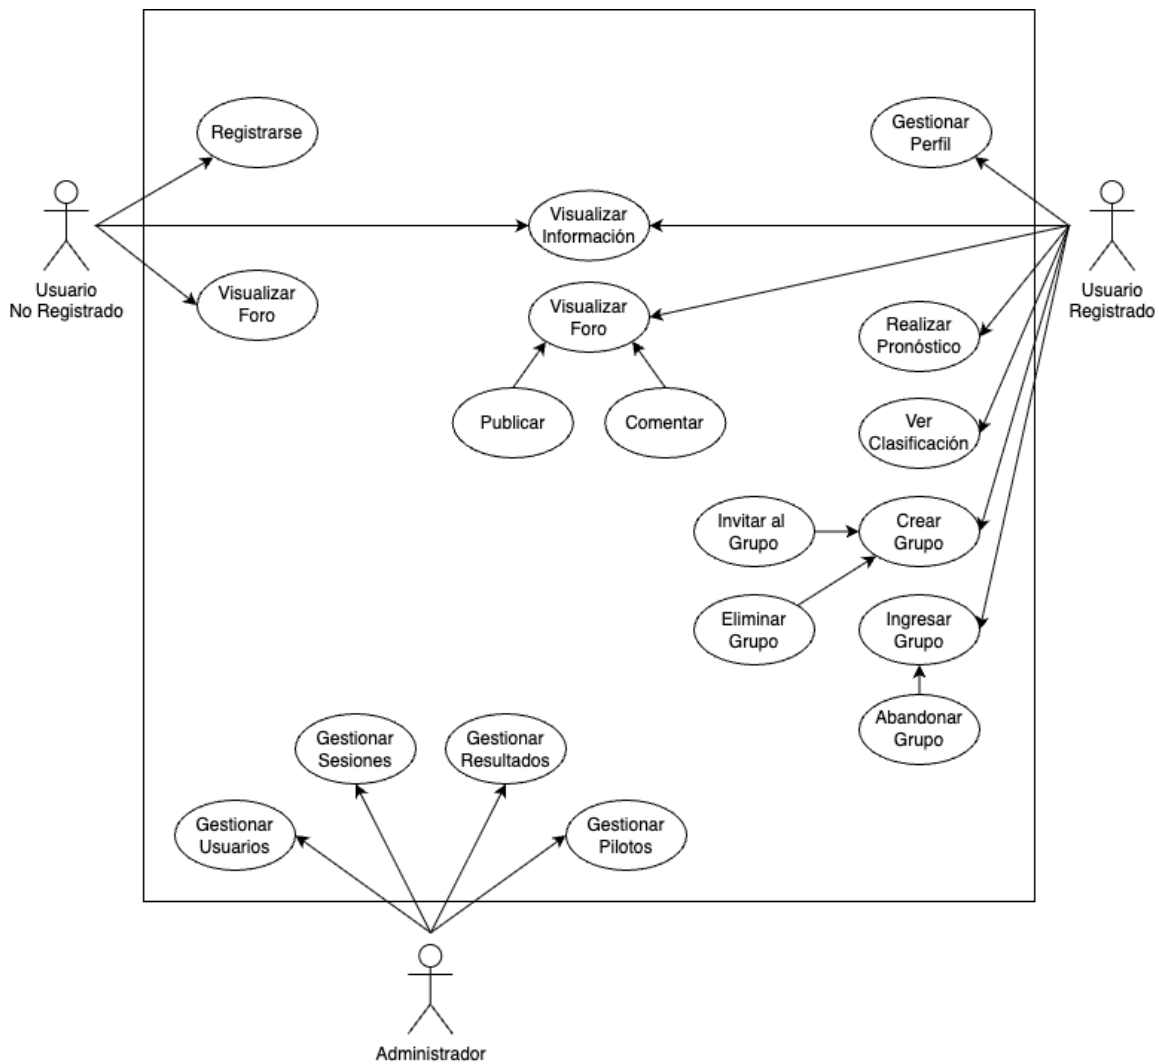 Registrarse
Gestionar
Perfil
Visualizar
Información
Usuario
No Registrado
Usuario
Registrado
Visualizar
Foro
Visualizar
Foro
Realizar
Pronóstico
Publicar
Comentar
Ver
Clasificación
Invitar al
Grupo
Crear
Grupo
Eliminar
Grupo
Ingresar
Grupo
Abandonar
Grupo
Gestionar
Sesiones
Gestionar
Resultados
Gestionar
Usuarios
Gestionar
Pilotos
Administrador